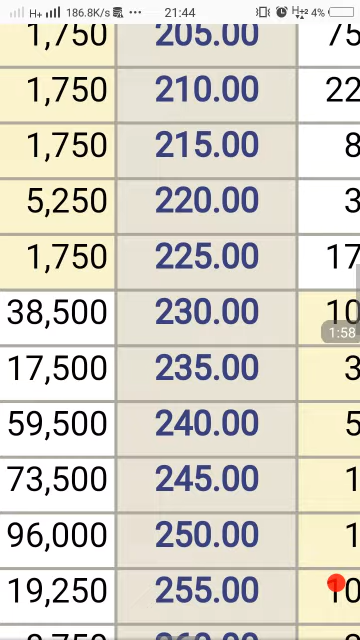 H+ 186.8K/s ... 21:44 H+2 4%
1,750 205.00 75
1,750 210.00 22
1,750 215.00 8
5,250 220.00 3
1,750 225.00 17
38,500 230.00 10
1:58
17,500 235.00 3
59,500 240.00 5
73,500 245.00 1
96,000 250.00 1
19,250 255.00 10